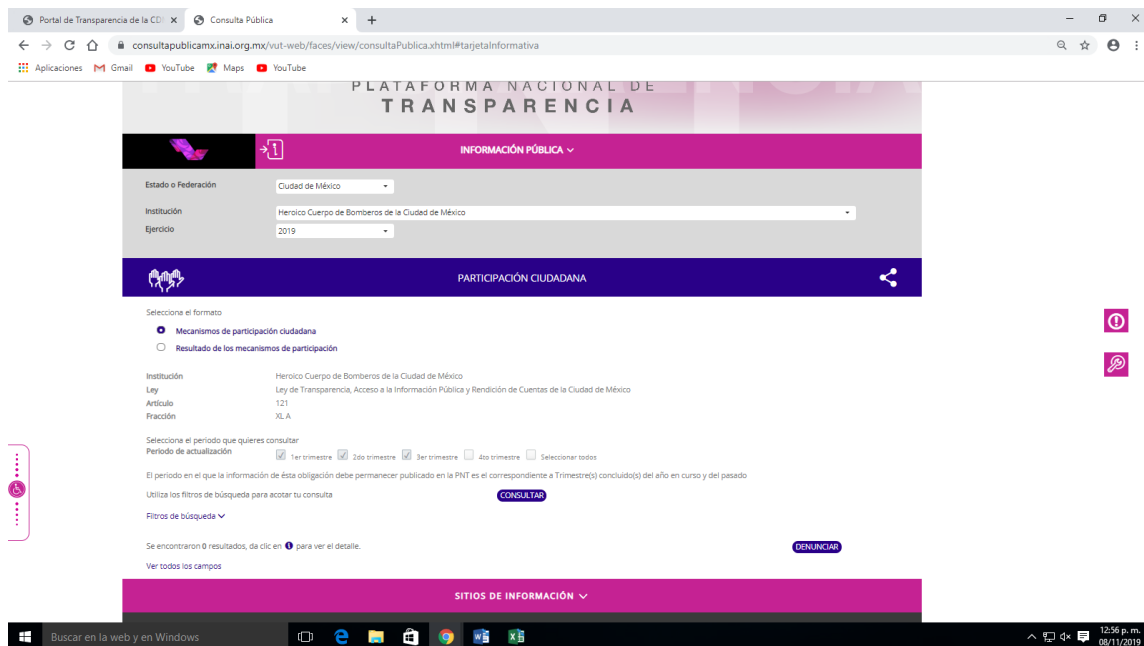 Portal de Transparencia de la CDI
Consulta Pública
consultapublicamx.inai.org.mx/vut-web/faces/view/consultaPublica.xhtml#tarjetaInformativa
Aplicaciones Gmail YouTube Maps YouTube
PLATAFORMA NACIONAL DE
TRANSPARENCIA
INFORMACIÓN PÚBLICA
Estado o Federación Ciudad de México
Institución Heroico Cuerpo de Bomberos de la Ciudad de México
Ejercicio 2019
PARTICIPACIÓN CIUDADANA
Selecciona el formato
Mecanismos de participación ciudadana
Resultado de los mecanismos de participación
Institución Heroico Cuerpo de Bomberos de la Ciudad de México
Ley Ley de Transparencia, Acceso a la Información Pública y Rendición de Cuentas de la Ciudad de México
Artículo 121
Fracción XL A
Selecciona el periodo que quieres consultar
Periodo de actualización 1er trimestre 2do trimestre 3er trimestre 4to trimestre Seleccionar todos
El periodo en el que la información de ésta obligación debe permanecer publicado en la PNT es el correspondiente a Trimestre(s) concluido(s) del año en curso y del pasado
Utiliza los filtros de búsqueda para acotar tu consulta CONSULTAR
Filtros de búsqueda
Se encontraron 0 resultados, da clic en para ver el detalle. DENUNCIAR
Ver todos los campos
SITIOS DE INFORMACIÓN
Buscar en la web y en Windows
12:56 p. m.
08/11/2019